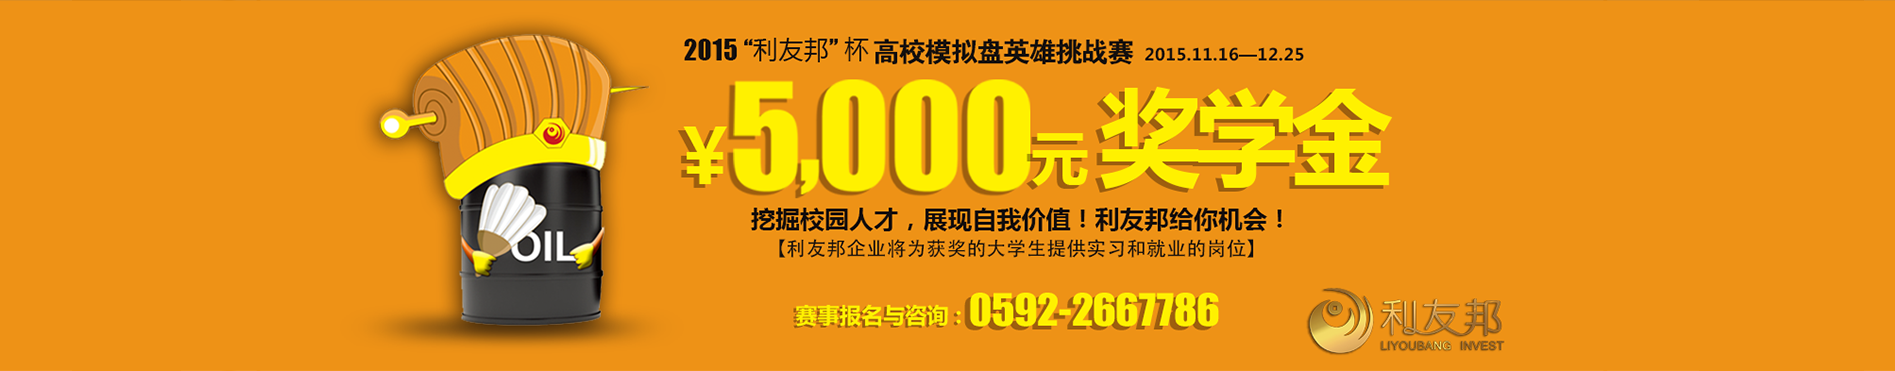 2015“利友邦”杯高校模拟盘英雄挑战赛 2015.11.16—12.25
¥5,000元 奖学金
挖掘校园人才，展现自我价值！利友邦给你机会！
【利友邦企业将为获奖的大学生提供实习和就业的岗位】
OIL
赛事报名与咨询：0592-2667786
利友邦
LIYOUBANG INVEST